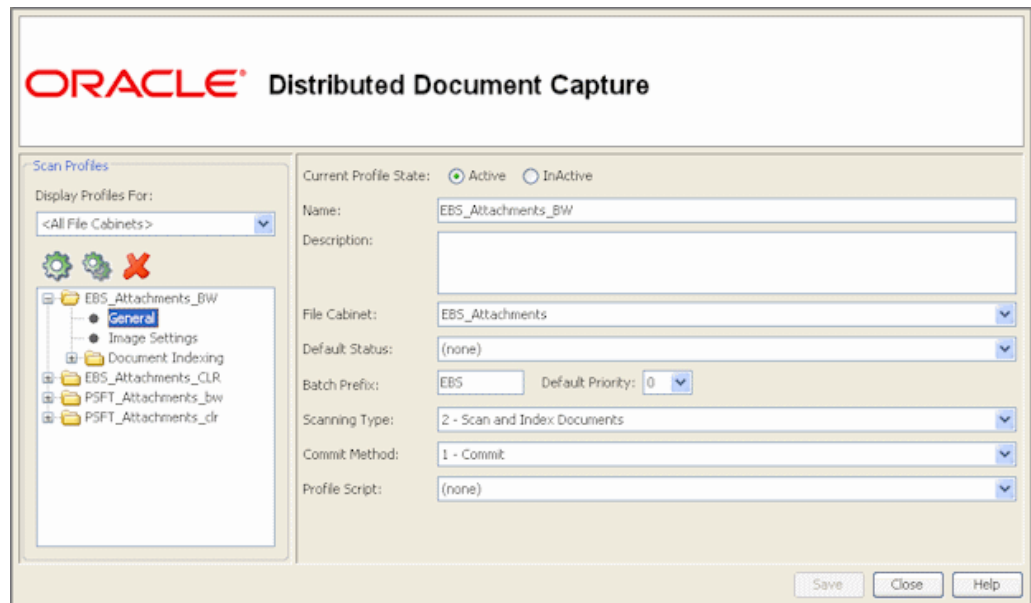 ORACLE® Distributed Document Capture
Scan Profiles
Display Profiles For:
<All File Cabinets>
EBS_Attachments_BW
General
Image Settings
Document Indexing
EBS_Attachments_CLR
PSFT_Attachments_bw
PSFT_Attachments_clr
Current Profile State: Active InActive
Name: EBS_Attachments_BW
Description:
File Cabinet: EBS_Attachments
Default Status: (none)
Batch Prefix: EBS Default Priority: 0
Scanning Type: 2 - Scan and Index Documents
Commit Method: 1 - Commit
Profile Script: (none)
Save Close Help